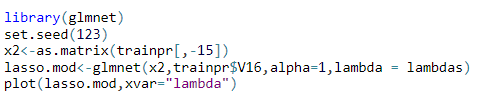 library(glmnet)
set.seed(123)
x2<-as.matrix(trainpr[,-15])
lasso.mod<-glmnet(x2,trainpr$V16,alpha=1,lambda = lambdas)
plot(lasso.mod,xvar="lambda")